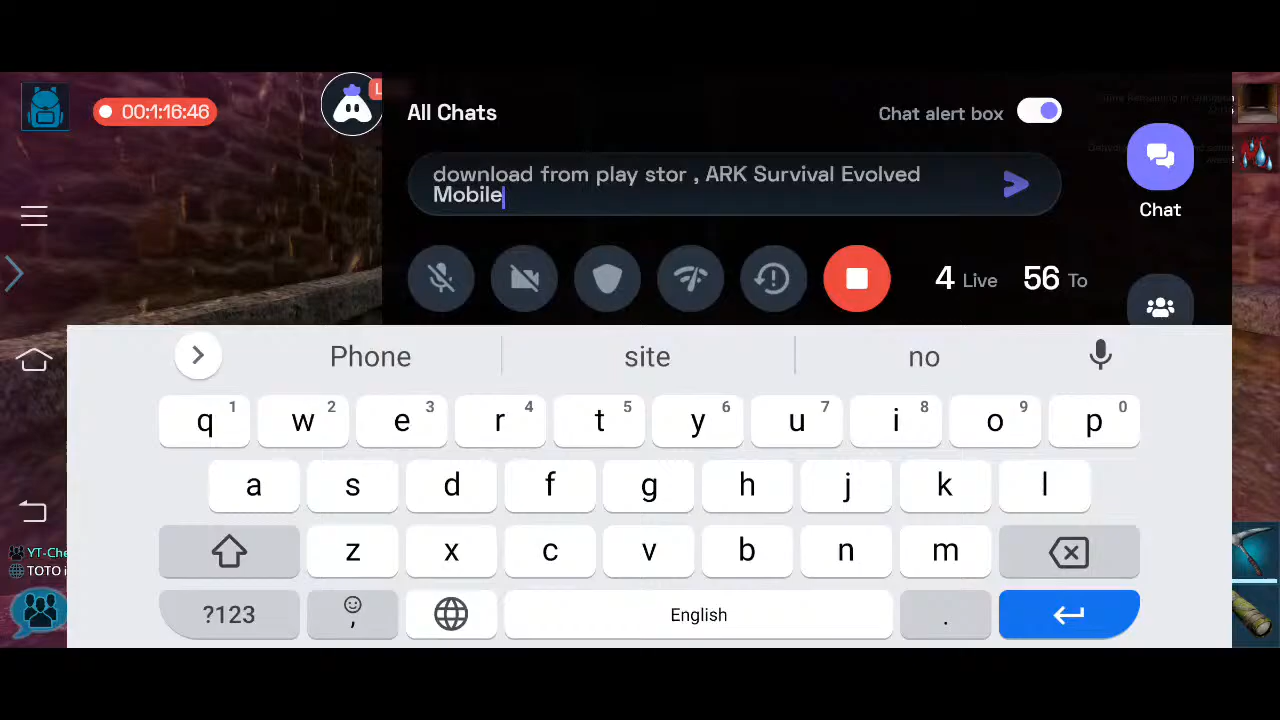 00:1:16:46
L
All Chats
Chat alert box
download from play stor , ARK Survival Evolved
Mobile
Chat
4 Live 56 To
Phone site no
q 1 w 2 e 3 r 4 t 5 y 6 u 7 i 8 o 9 p 0
a s d f g h j k l
z x c v b n m
?123 , English .
YT-Che
TOTO i